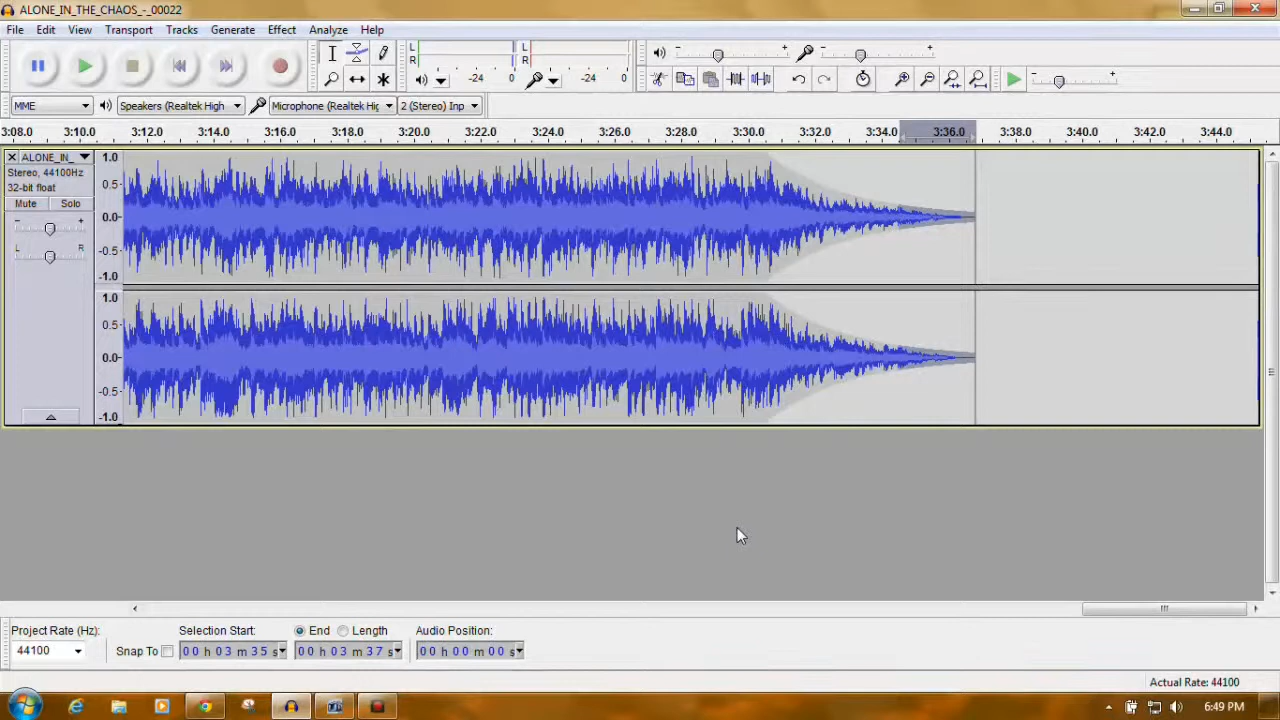 ALONE_IN_THE_CHAOS_-_00022
File Edit View Transport Tracks Generate Effect Analyze Help
L
R
-24 0
L
R
-24 0
MME Speakers (Realtek High Microphone (Realtek Hig 2 (Stereo) Inp
3:08.0 3:10.0 3:12.0 3:14.0 3:16.0 3:18.0 3:20.0 3:22.0 3:24.0 3:26.0 3:28.0 3:30.0 3:32.0 3:34.0 3:36.0 3:38.0 3:40.0 3:42.0 3:44.0
ALONE_IN_
Stereo, 44100Hz
32-bit float
Mute Solo
- +
L R
1.0
0.5
0.0
-0.5
-1.0
1.0
0.5
0.0
-0.5
-1.0
Project Rate (Hz): Selection Start: End Length Audio Position:
44100 Snap To 00 h 03 m 35 s 00 h 03 m 37 s 00 h 00 m 00 s
Actual Rate: 44100
6:49 PM